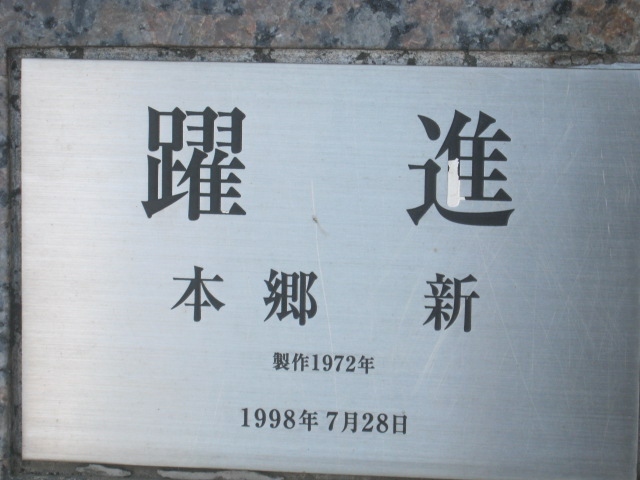 躍 進
本郷 新
製作1972年
1998年7月28日